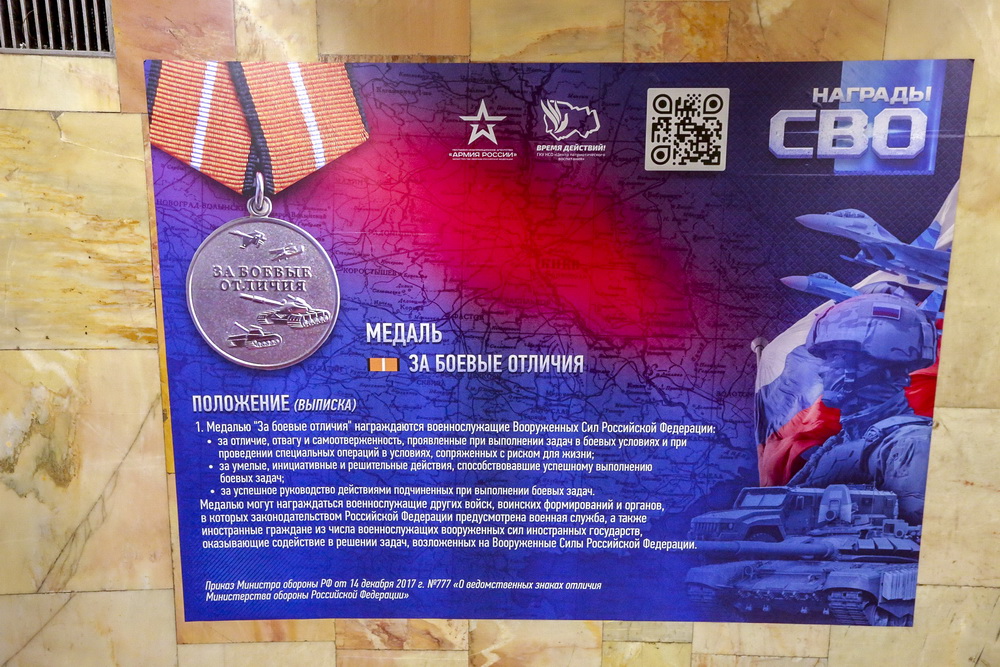 ЗА БОЕВЫЕ
ОТЛИЧИЯ
«АРМИЯ РОССИИ»
ВРЕМЯ ДЕЙСТВИЙ!
НАГРАДЫ
СВО
МЕДАЛЬ
ЗА БОЕВЫЕ ОТЛИЧИЯ
ПОЛОЖЕНИЕ (ВЫПИСКА)
1. Медалью "За боевые отличия" награждаются военнослужащие Вооруженных Сил Российской Федерации:
• за отличие, отвагу и самоотверженность, проявленные при выполнении задач в боевых условиях и при
проведении специальных операций в условиях, сопряженных с риском для жизни;
• за умелые, инициативные и решительные действия, способствовавшие успешному выполнению
боевых задач;
• за успешное руководство действиями подчиненных при выполнении боевых задач.
Медалью могут награждаться военнослужащие других войск, воинских формирований и органов,
в которых законодательством Российской Федерации предусмотрена военная служба, а также
иностранные граждане из числа военнослужащих вооруженных сил иностранных государств,
оказывающие содействие в решении задач, возложенных на Вооруженные Силы Российской Федерации.
Приказ Министра обороны РФ от 14 декабря 2017 г. №777 «О ведомственных знаках отличия
Министерства обороны Российской Федерации»